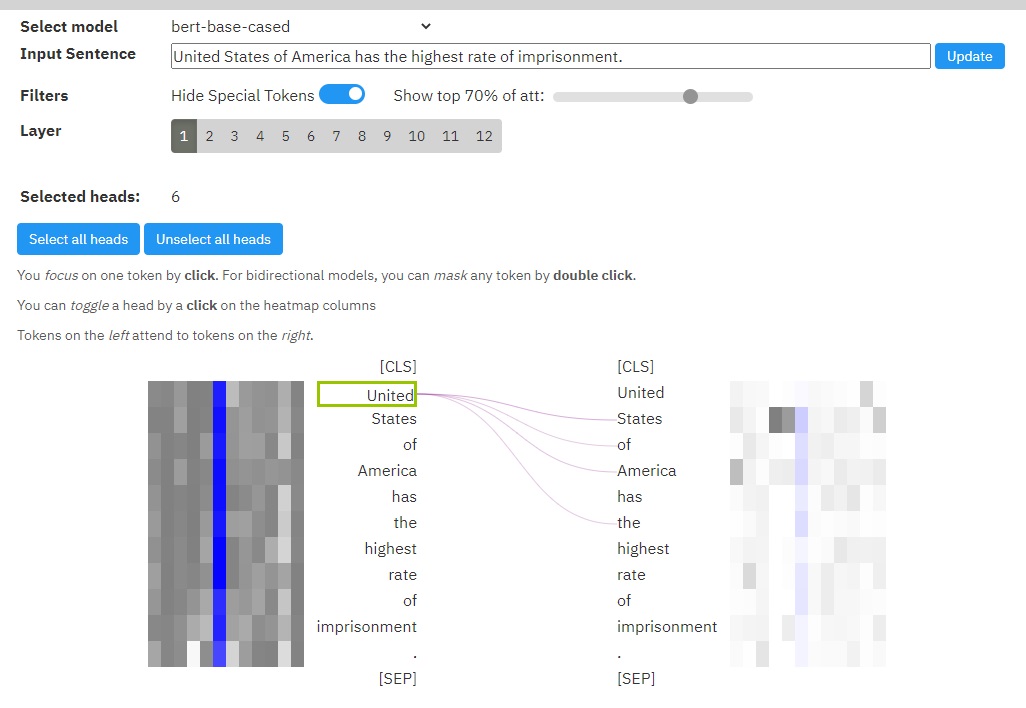 Select model bert-base-cased
Input Sentence United States of America has the highest rate of imprisonment. Update
Filters Hide Special Tokens Show top 70% of att:
Layer 1 2 3 4 5 6 7 8 9 10 11 12
Selected heads: 6
Select all heads Unselect all heads
You focus on one token by click. For bidirectional models, you can mask any token by double click.
You can toggle a head by a click on the heatmap columns
Tokens on the left attend to tokens on the right.
[CLS] [CLS]
United United
States States
of of
America America
has has
the the
highest highest
rate rate
of of
imprisonment imprisonment
. .
[SEP] [SEP]